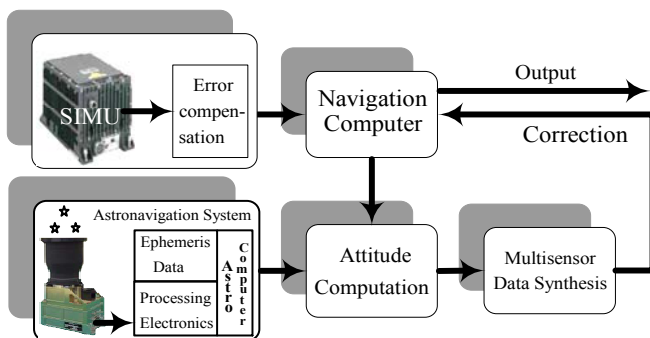 SIMU
Error
compen-
sation
Navigation
Computer
Output
Correction
Astronavigation System
Ephemeris
Data
Processing
Electronics
Astro
Computer
Attitude
Computation
Multisensor
Data Synthesis